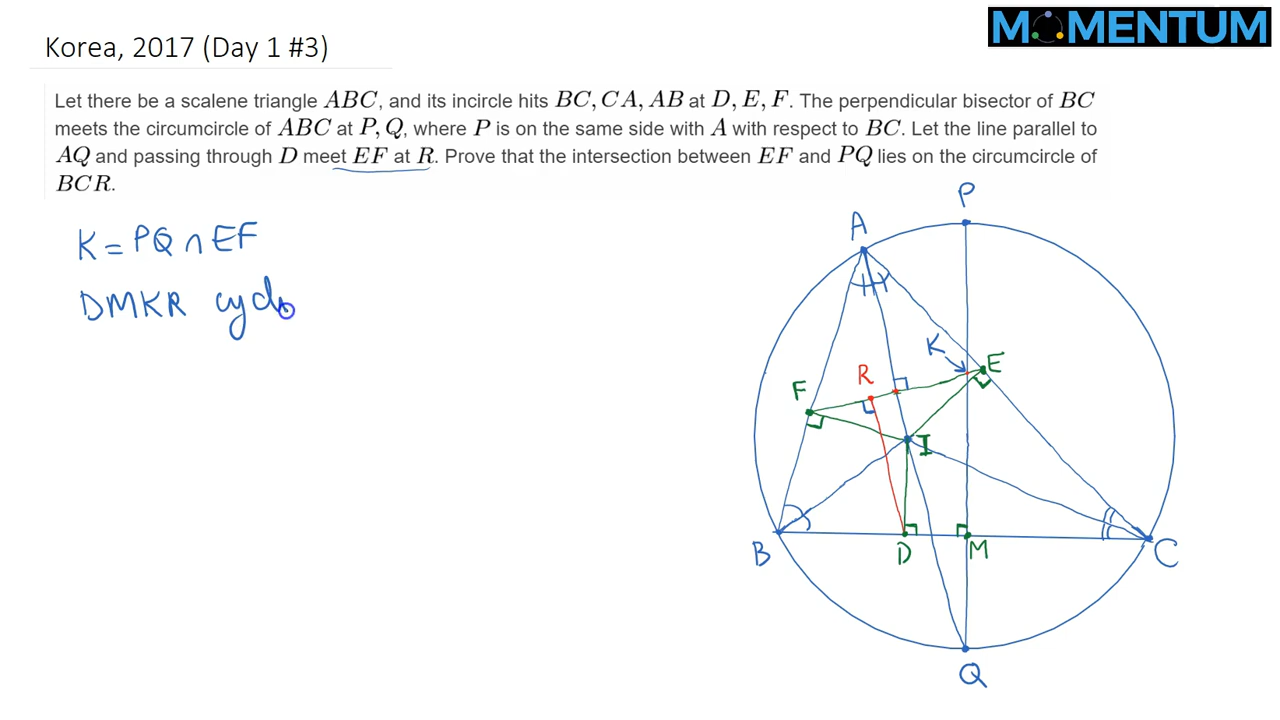 MOMENTUM
Korea, 2017 (Day 1 #3)
Let there be a scalene triangle ABC, and its incircle hits BC, CA, AB at D, E, F. The perpendicular bisector of BC
meets the circumcircle of ABC at P, Q, where P is on the same side with A with respect to BC. Let the line parallel to
AQ and passing through D meet EF at R. Prove that the intersection between EF and PQ lies on the circumcircle of
BCR.
K = PQ ∩ EF
DMKR cycl
P
A
K
E
R
F
I
B
D
M
C
Q